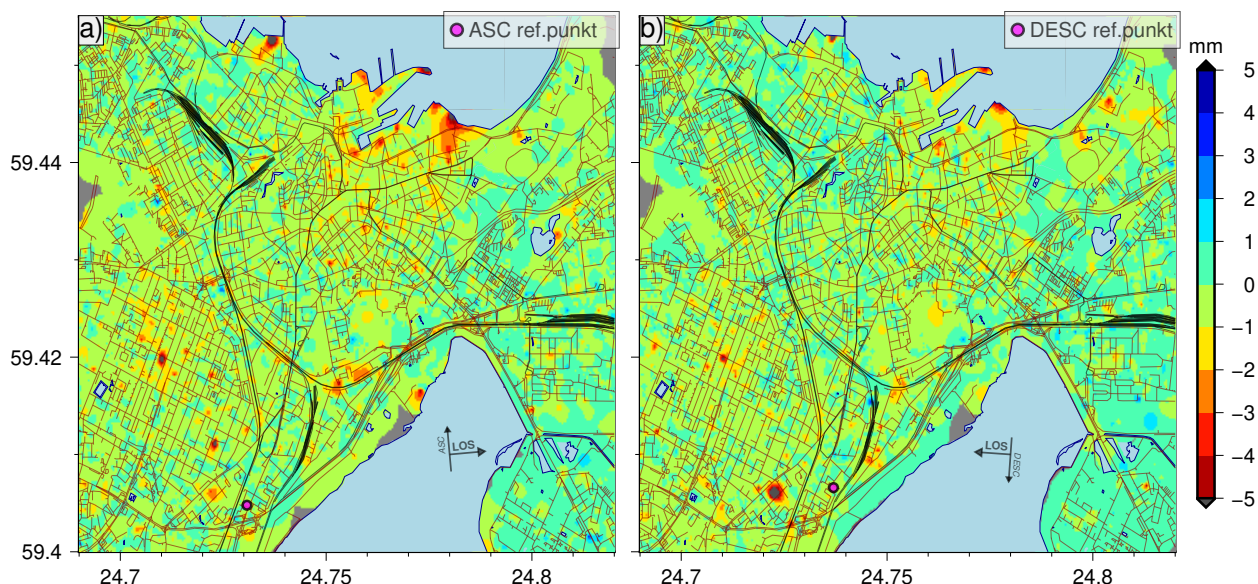 a)
ASC ref.punkt
b)
DESC ref.punkt
mm
5
4
3
2
1
0
−1
−2
−3
−4
−5
59.44
59.42
59.4
ASC
LOS
LOS
DESC
24.7
24.75
24.8
24.7
24.75
24.8